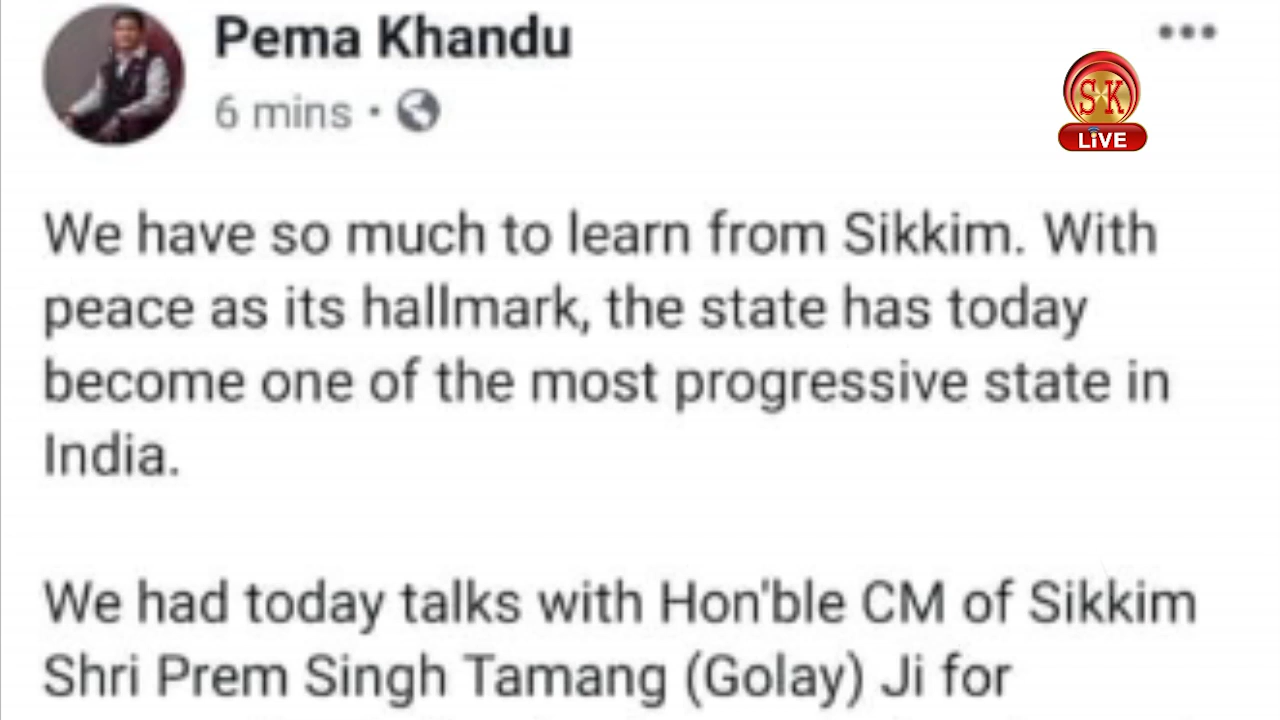 Pema Khandu
6 mins
SK
LiVE
We have so much to learn from Sikkim. With
peace as its hallmark, the state has today
become one of the most progressive state in
India.
We had today talks with Hon'ble CM of Sikkim
Shri Prem Singh Tamang (Golay) Ji for